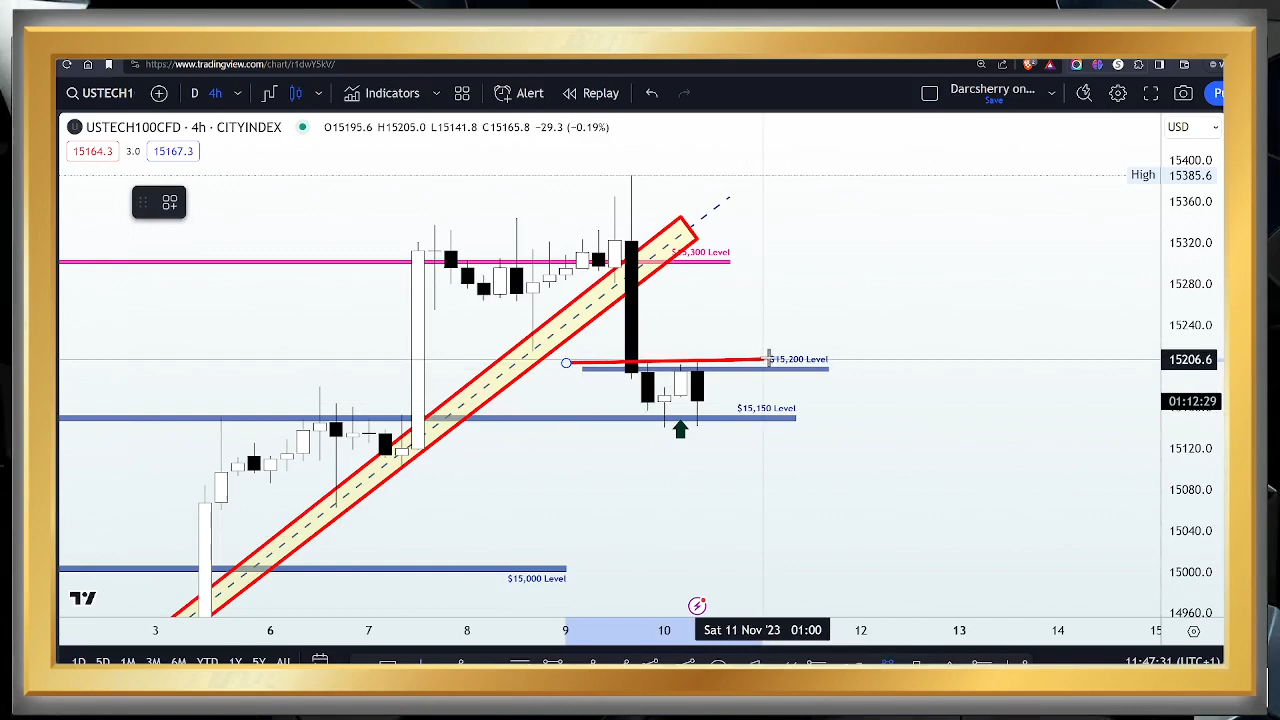 https://www.tradingview.com/chart/r1dwY5kV/
USTECH1 D 4h Indicators Alert Replay Darcsherry on... Save
USTECH100CFD · 4h · CITYINDEX O15195.6 H15205.0 L15141.8 C15165.8 −29.3 (−0.19%) USD
15164.3 3.0 15167.3
15400.0
High 15385.6
15360.0
15320.0
$15,300 Level
15280.0
15240.0
$15,200 Level 15206.6
01:12:29
$15,150 Level
15120.0
15080.0
15040.0
15000.0
$15,000 Level
14960.0
3 6 7 8 9 10 Sat 11 Nov '23 01:00 12 13 14 15
1D 5D 1M 3M 6M YTD 1Y 5Y All 11:47:31 (UTC+1)